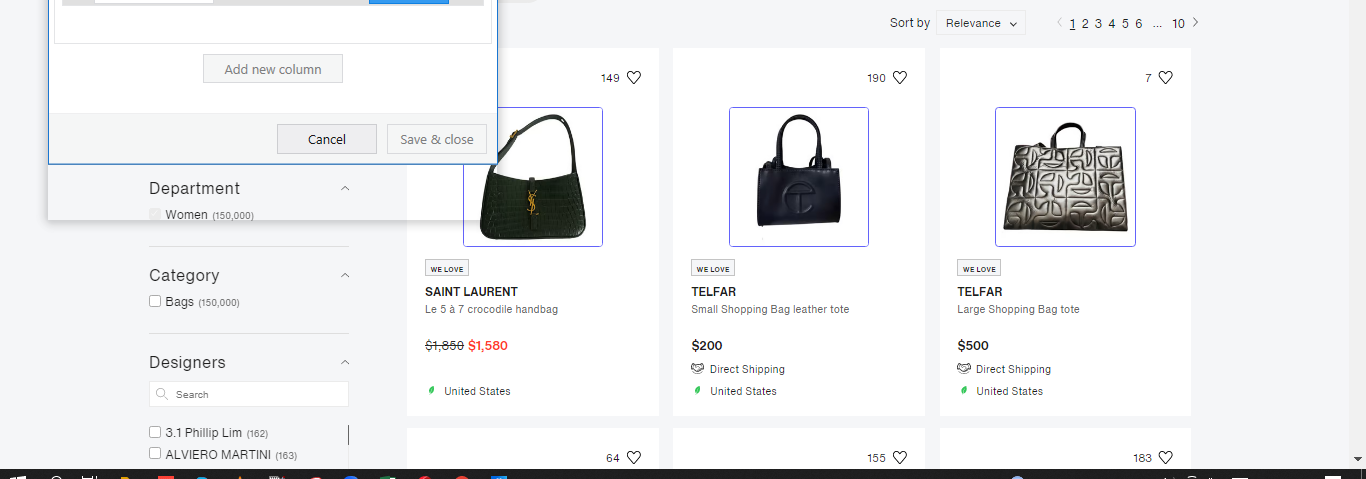 Sort by Relevance 1 2 3 4 5 6 ... 10
Add new column
Cancel Save & close
149
190
7
Department
Women (150,000)
Category
Bags (150,000)
Designers
Search
3.1 Phillip Lim (162)
ALVIERO MARTINI (163)
WE LOVE
SAINT LAURENT
Le 5 à 7 crocodile handbag
$1,850 $1,580
United States
WE LOVE
TELFAR
Small Shopping Bag leather tote
$200
Direct Shipping
United States
WE LOVE
TELFAR
Large Shopping Bag tote
$500
Direct Shipping
United States
64
155
183